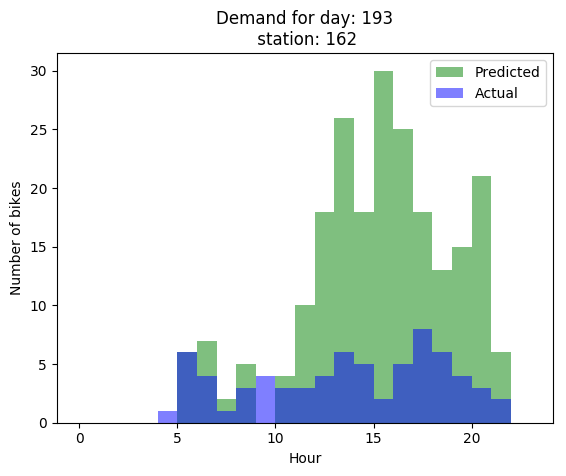 Demand for day: 193
station: 162
Predicted
Actual
Number of bikes
30
25
20
15
10
5
0
0 5 10 15 20
Hour